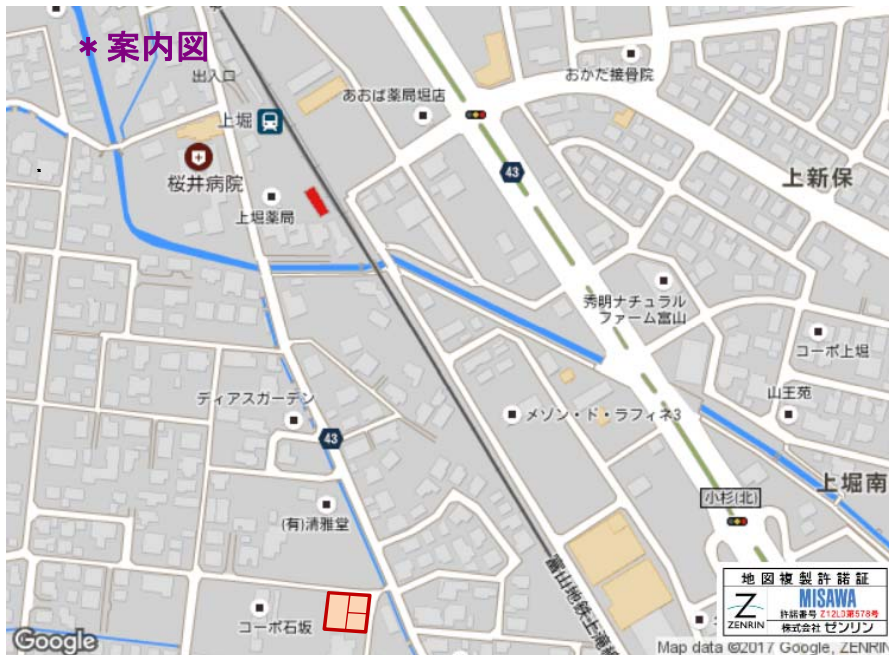 ＊案内図
出入口
おかだ接骨院
あおば薬局堀店
上堀
43
桜井病院
上新保
上堀薬局
秀明ナチュラル
ファーム富山
コーポ上堀
山王苑
ディアスガーデン
メゾン・ド・ラフィネ3
43
上堀南
小杉(北)
(有)清雅堂
富山地鉄上滝線
コーポ石坂
地図複製許諾証
Z
ZENRIN
MISAWA
許諾番号 Z12LD第578号
株式会社 ゼンリン
Google
Map data ©2017 Google, ZENRIN